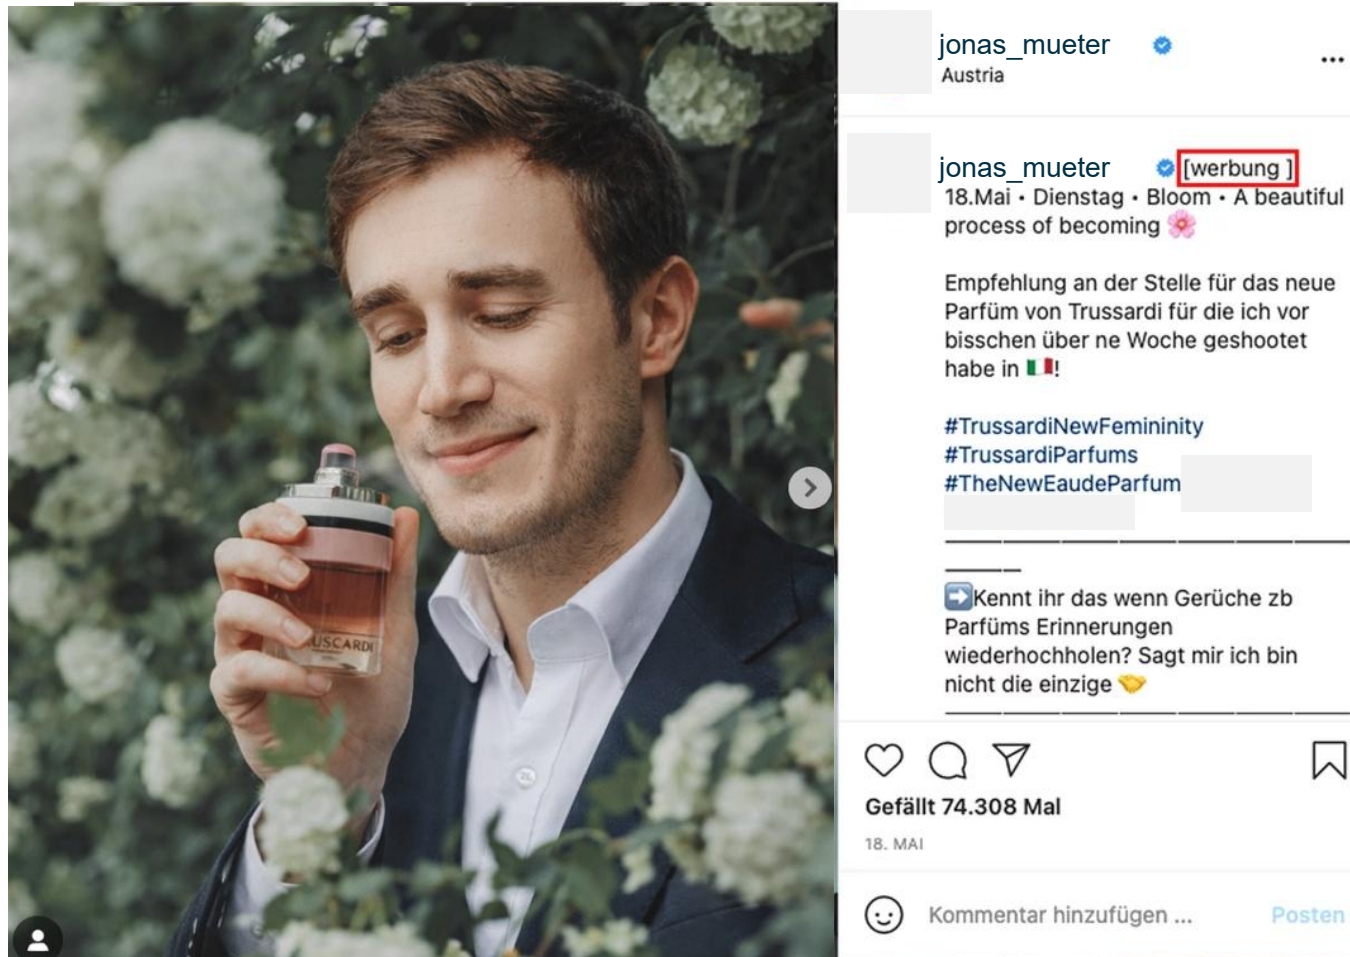 jonas_mueter
Austria
jonas_mueter [werbung ]
18.Mai • Dienstag • Bloom • A beautiful
process of becoming 🌸
Empfehlung an der Stelle für das neue
Parfüm von Trussardi für die ich vor
bisschen über ne Woche geshootet
habe in 🇮🇹!
#TrussardiNewFemininity
#TrussardiParfums
#TheNewEaudeParfum
➡️Kennt ihr das wenn Gerüche zb
Parfüms Erinnerungen
wiederhochholen? Sagt mir ich bin
nicht die einzige 🤝
Gefällt 74.308 Mal
18. MAI
Kommentar hinzufügen ... Posten